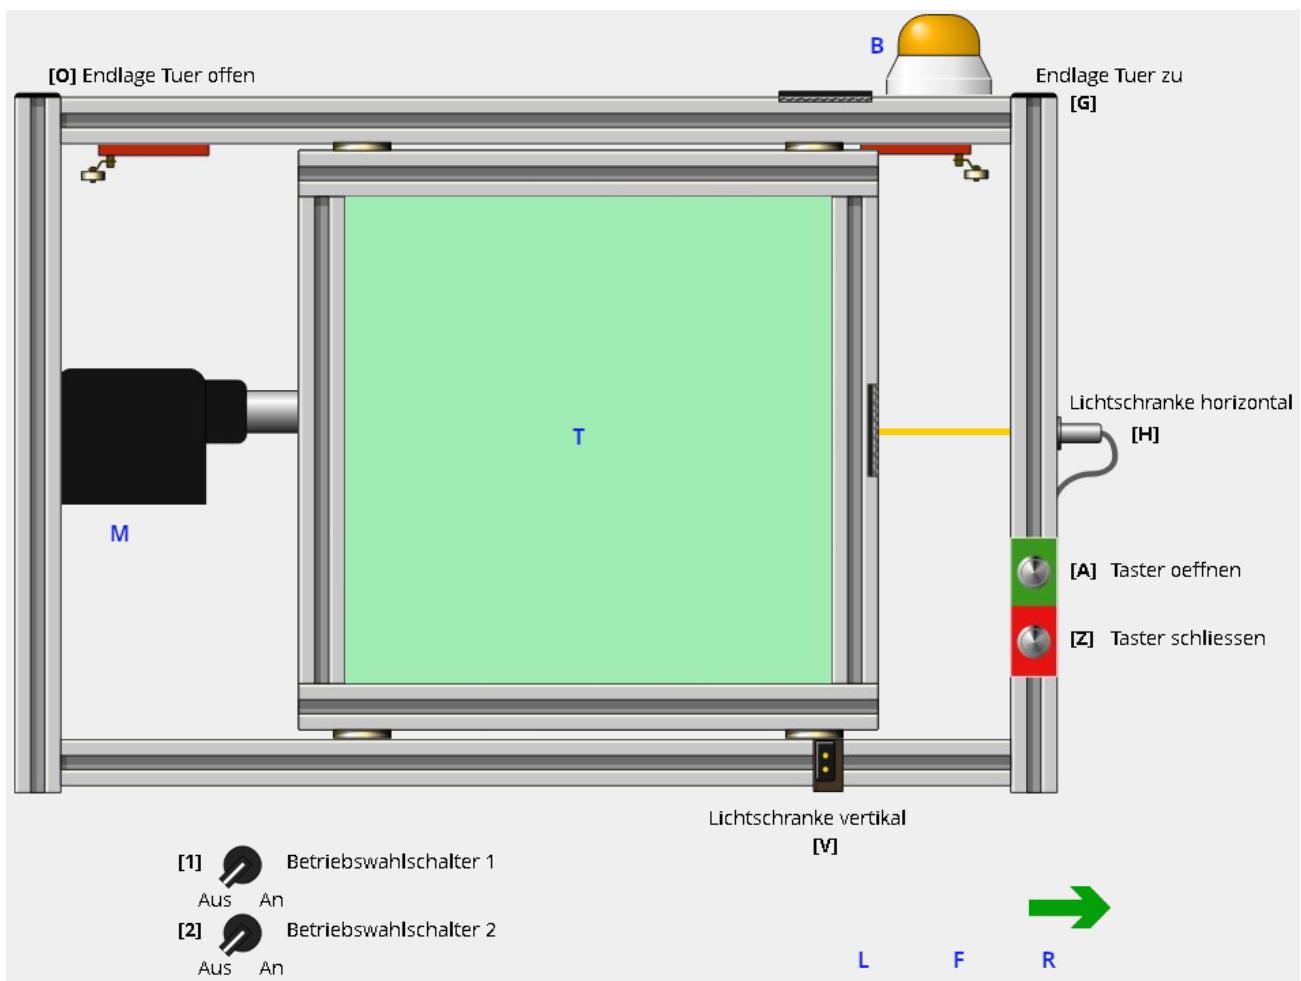 B
[O] Endlage Tuer offen
Endlage Tuer zu
[G]
Lichtschranke horizontal
[H]
T
M
[A] Taster oeffnen
[Z] Taster schliessen
Lichtschranke vertikal
[V]
[1] Betriebswahlschalter 1
Aus An
[2] Betriebswahlschalter 2
Aus An
L F R